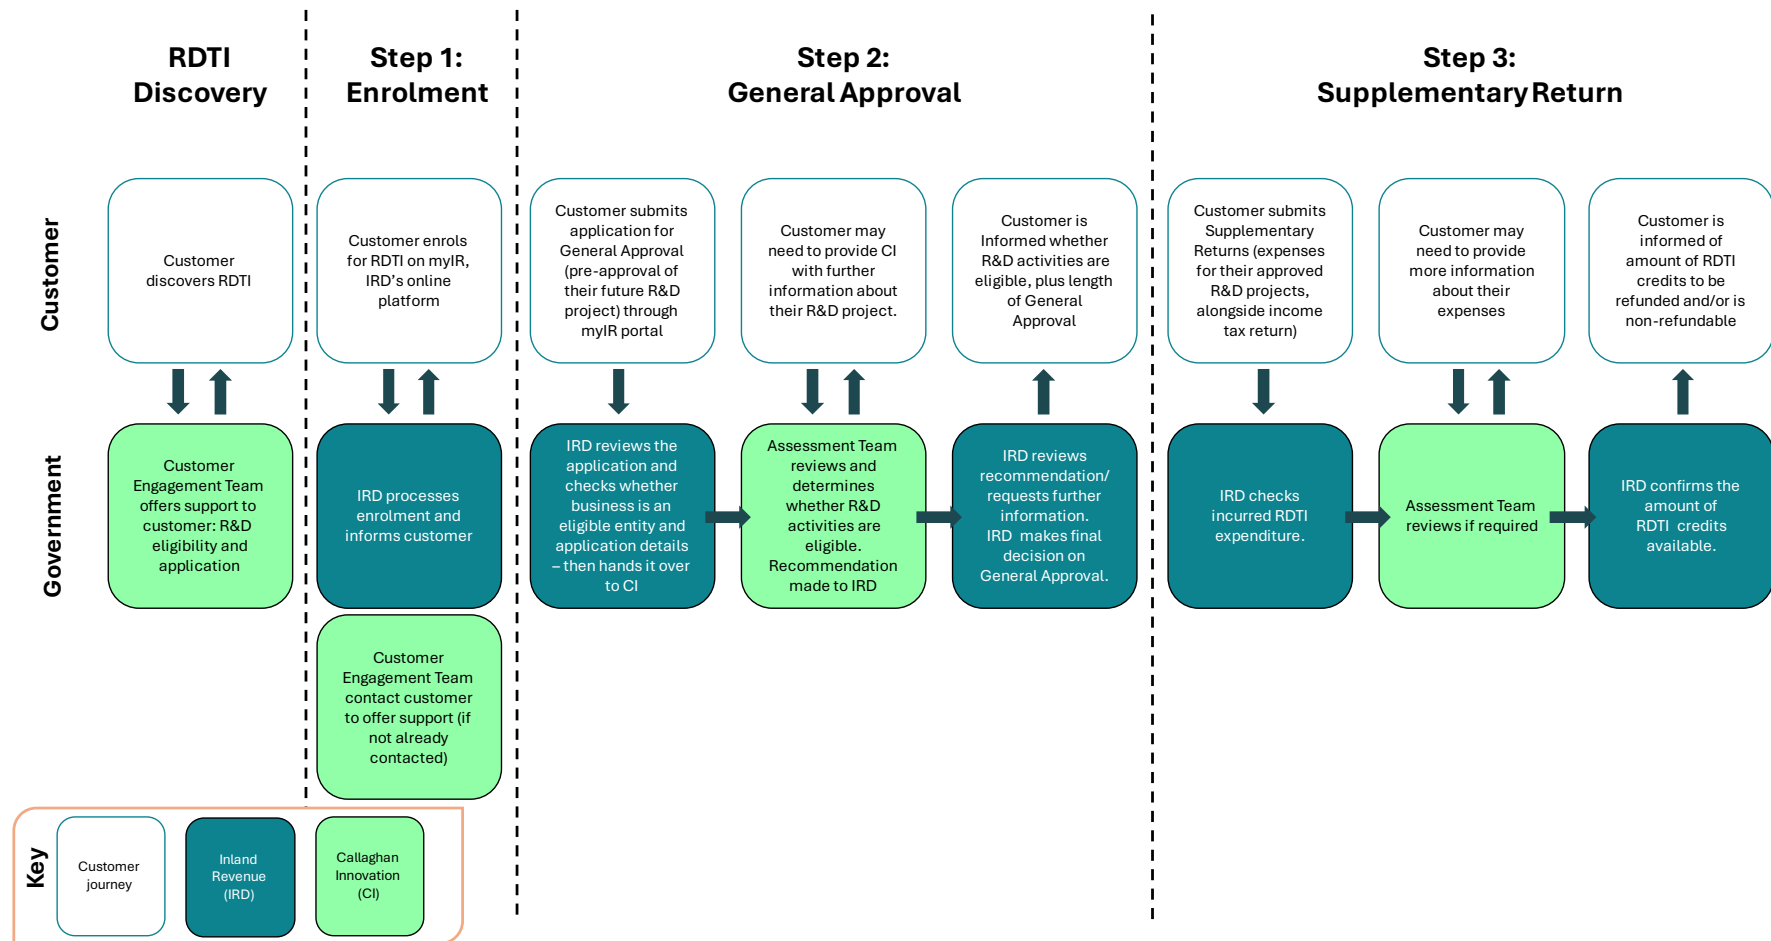 RDTI
Discovery
Step 1:
Enrolment
Step 2:
General Approval
Step 3:
Supplementary Return
Customer
Customer
discovers RDTI
Customer enrols
for RDTI on myIR,
IRD’s online
platform
Customer submits
application for
General Approval
(pre-approval of
their future R&D
project) through
myIR portal
Customer may
need to provide CI
with further
information about
their R&D project.
Customer is
Informed whether
R&D activities are
eligible, plus length
of General
Approval
Customer submits
Supplementary
Returns (expenses
for their approved
R&D projects,
alongside income
tax return)
Customer may
need to provide
more information
about their
expenses
Customer is
informed of
amount of RDTI
credits to be
refunded and/or is
non-refundable
Government
Customer
Engagement Team
offers support to
customer: R&D
eligibility and
application
IRD processes
enrolment and
informs customer
IRD reviews the
application and
checks whether
business is an
eligible entity and
application details
– then hands it over
to CI
Assessment Team
reviews and
determines
whether R&D
activities are
eligible.
Recommendation
made to IRD
IRD reviews
recommendation/
requests further
information.
IRD makes final
decision on
General Approval.
IRD checks
incurred RDTI
expenditure.
Assessment Team
reviews if required
IRD confirms the
amount of
RDTI credits
available.
Customer
Engagement Team
contact customer
to offer support (if
not already
contacted)
Key
Customer
journey
Inland
Revenue
(IRD)
Callaghan
Innovation
(CI)